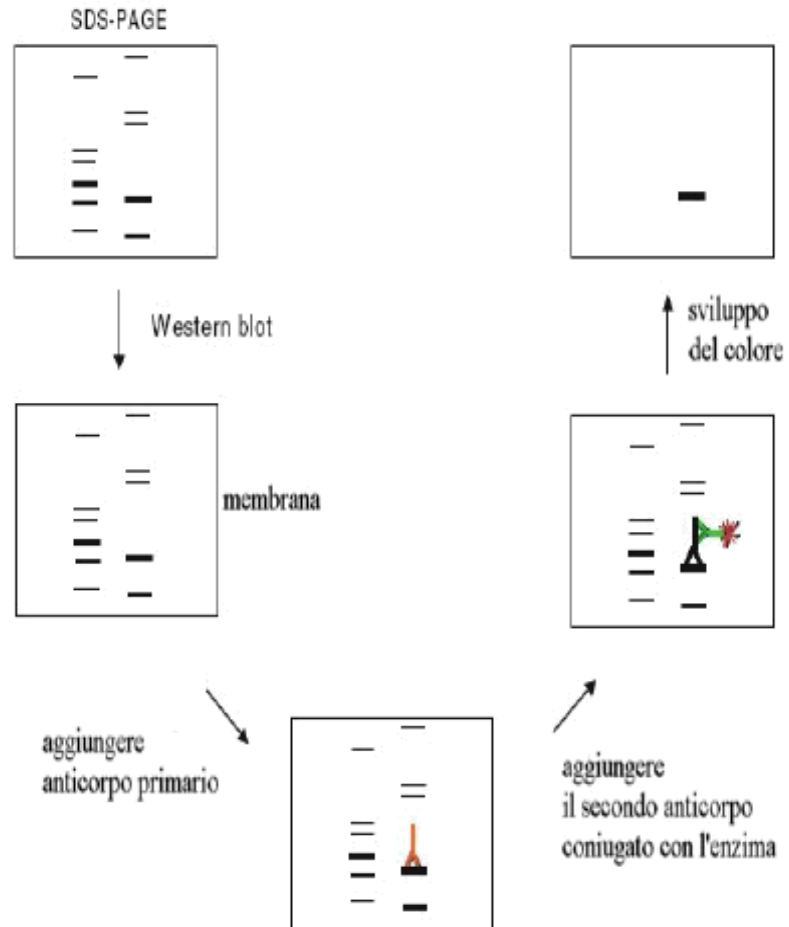 SDS-PAGE
Western blot
membrana
aggiungere
anticorpo primario
aggiungere
il secondo anticorpo
coniugato con l'enzima
sviluppo
del colore